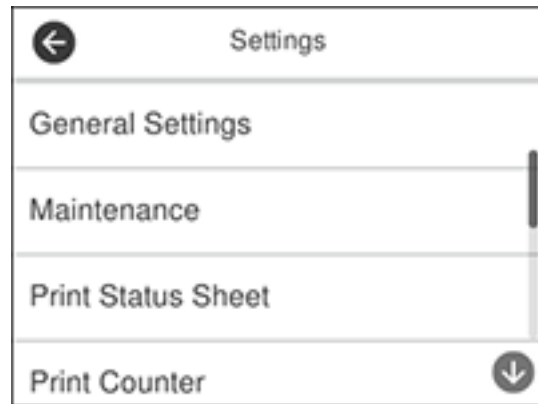 Settings
General Settings
Maintenance
Print Status Sheet
Print Counter